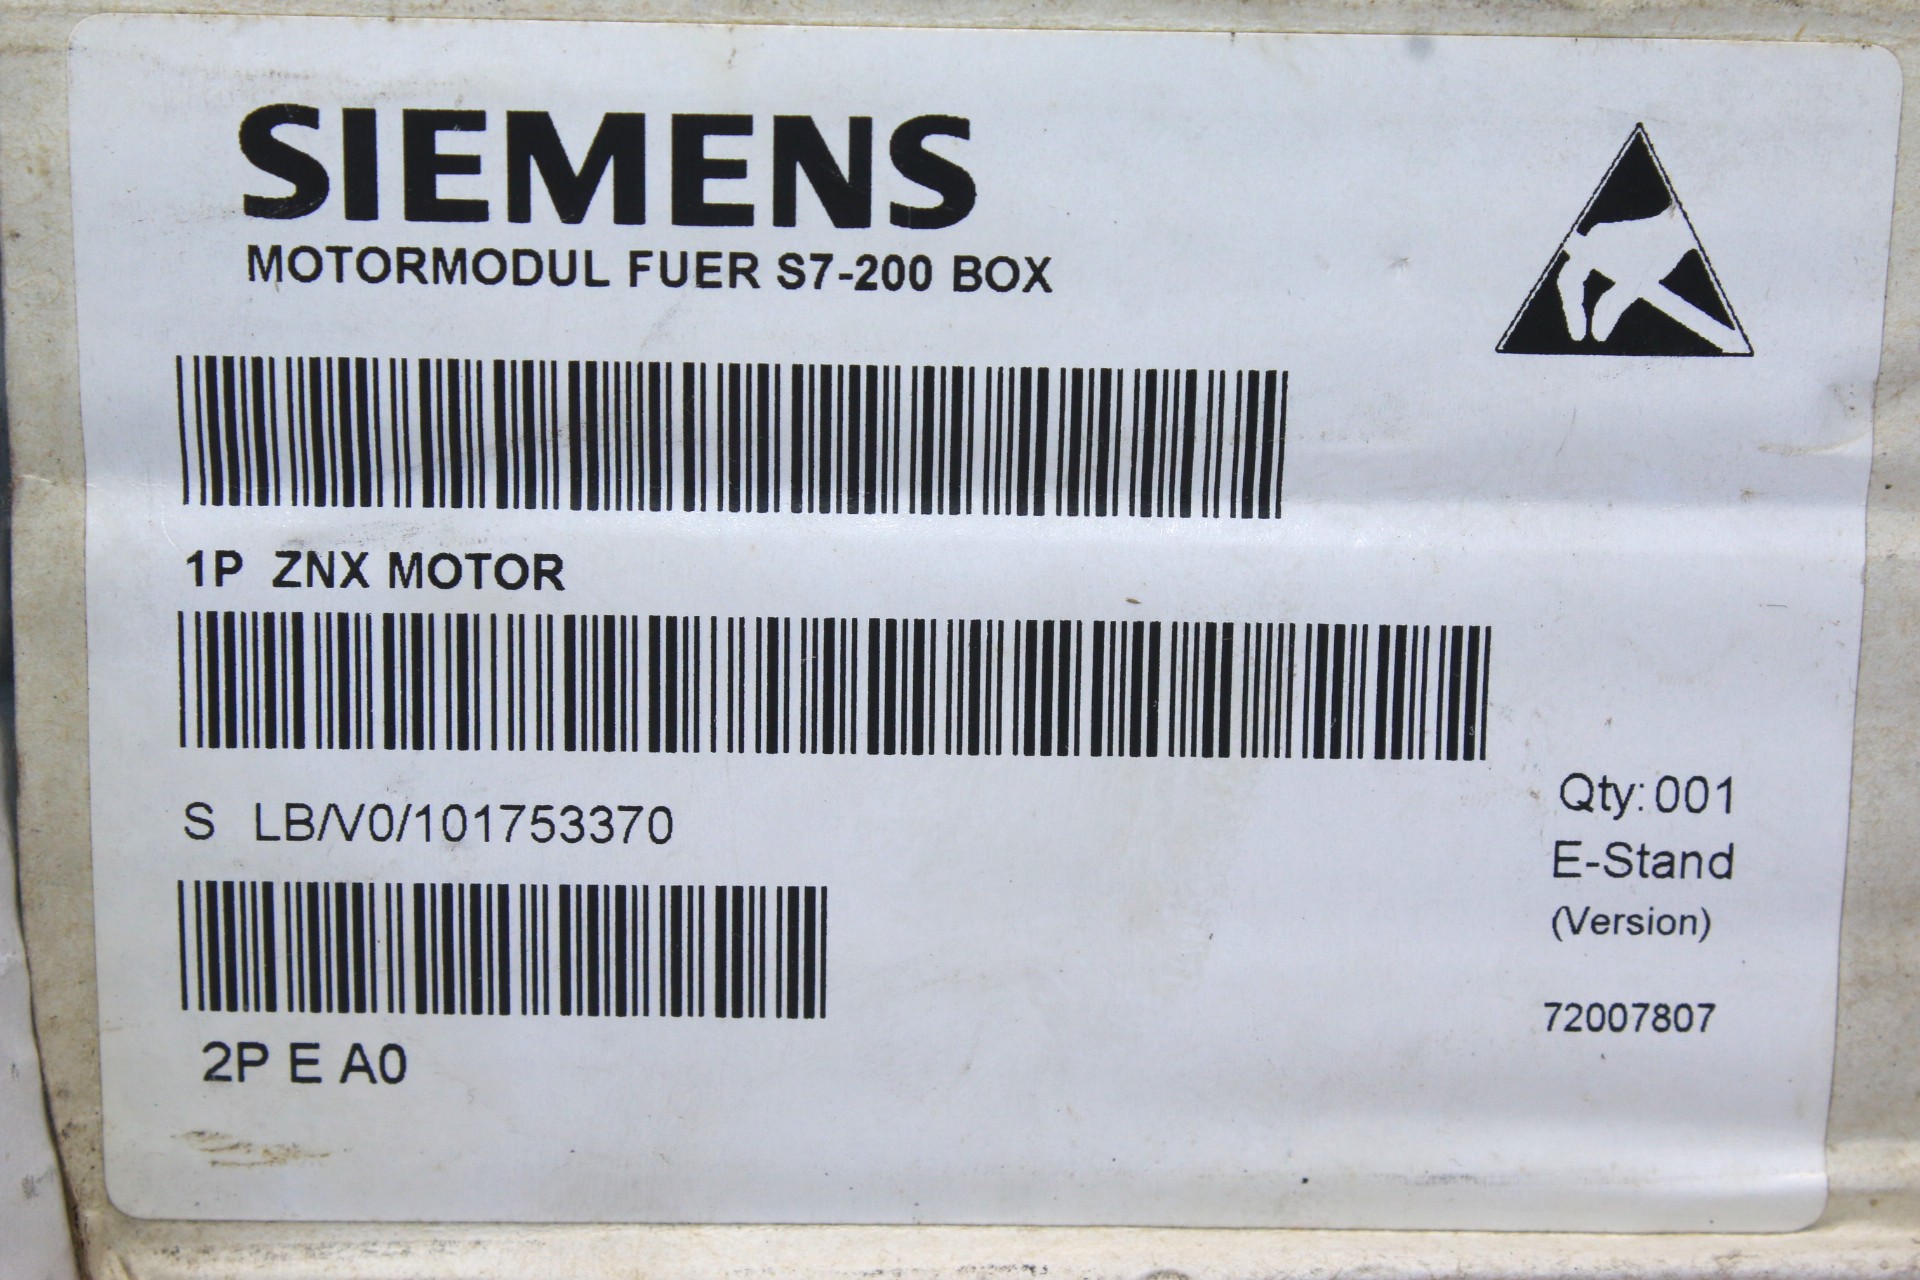 SIEMENS
MOTORMODUL FUER S7-200 BOX
1P ZNX MOTOR
S LB/V0/101753370
Qty:001
E-Stand
(Version)
72007807
2P E A0